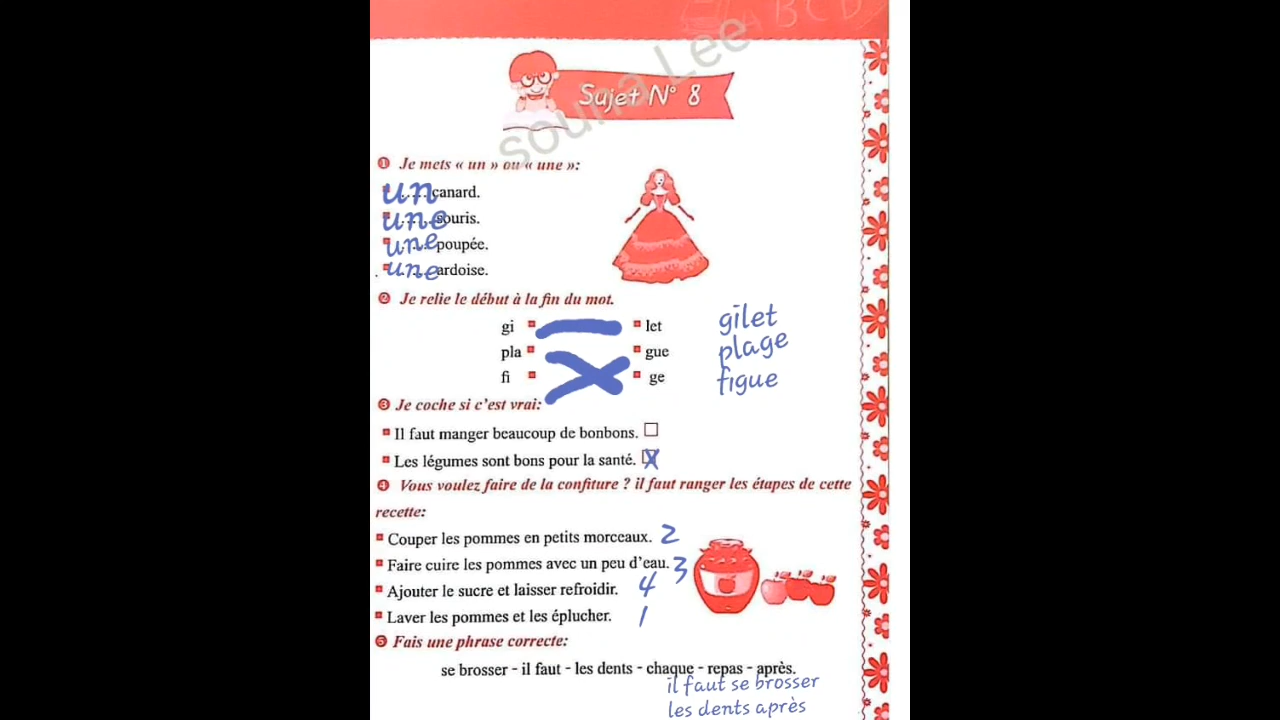 A B C D
souna Lee
Sujet N° 8
❶ Je mets « un » ou « une »:
un ......canard.
une .......souris.
une ......poupée.
une ......ardoise.
❷ Je relie le début à la fin du mot.
gi let gilet
pla gue plage
fi ge figue
❸ Je coche si c'est vrai:
Il faut manger beaucoup de bonbons. ☐
Les légumes sont bons pour la santé. ☒
❹ Vous voulez faire de la confiture ? il faut ranger les étapes de cette
recette:
Couper les pommes en petits morceaux. 2
Faire cuire les pommes avec un peu d'eau. 3
Ajouter le sucre et laisser refroidir. 4
Laver les pommes et les éplucher. 1
❺ Fais une phrase correcte:
se brosser - il faut - les dents - chaque - repas - après.
il faut se brosser
les dents après